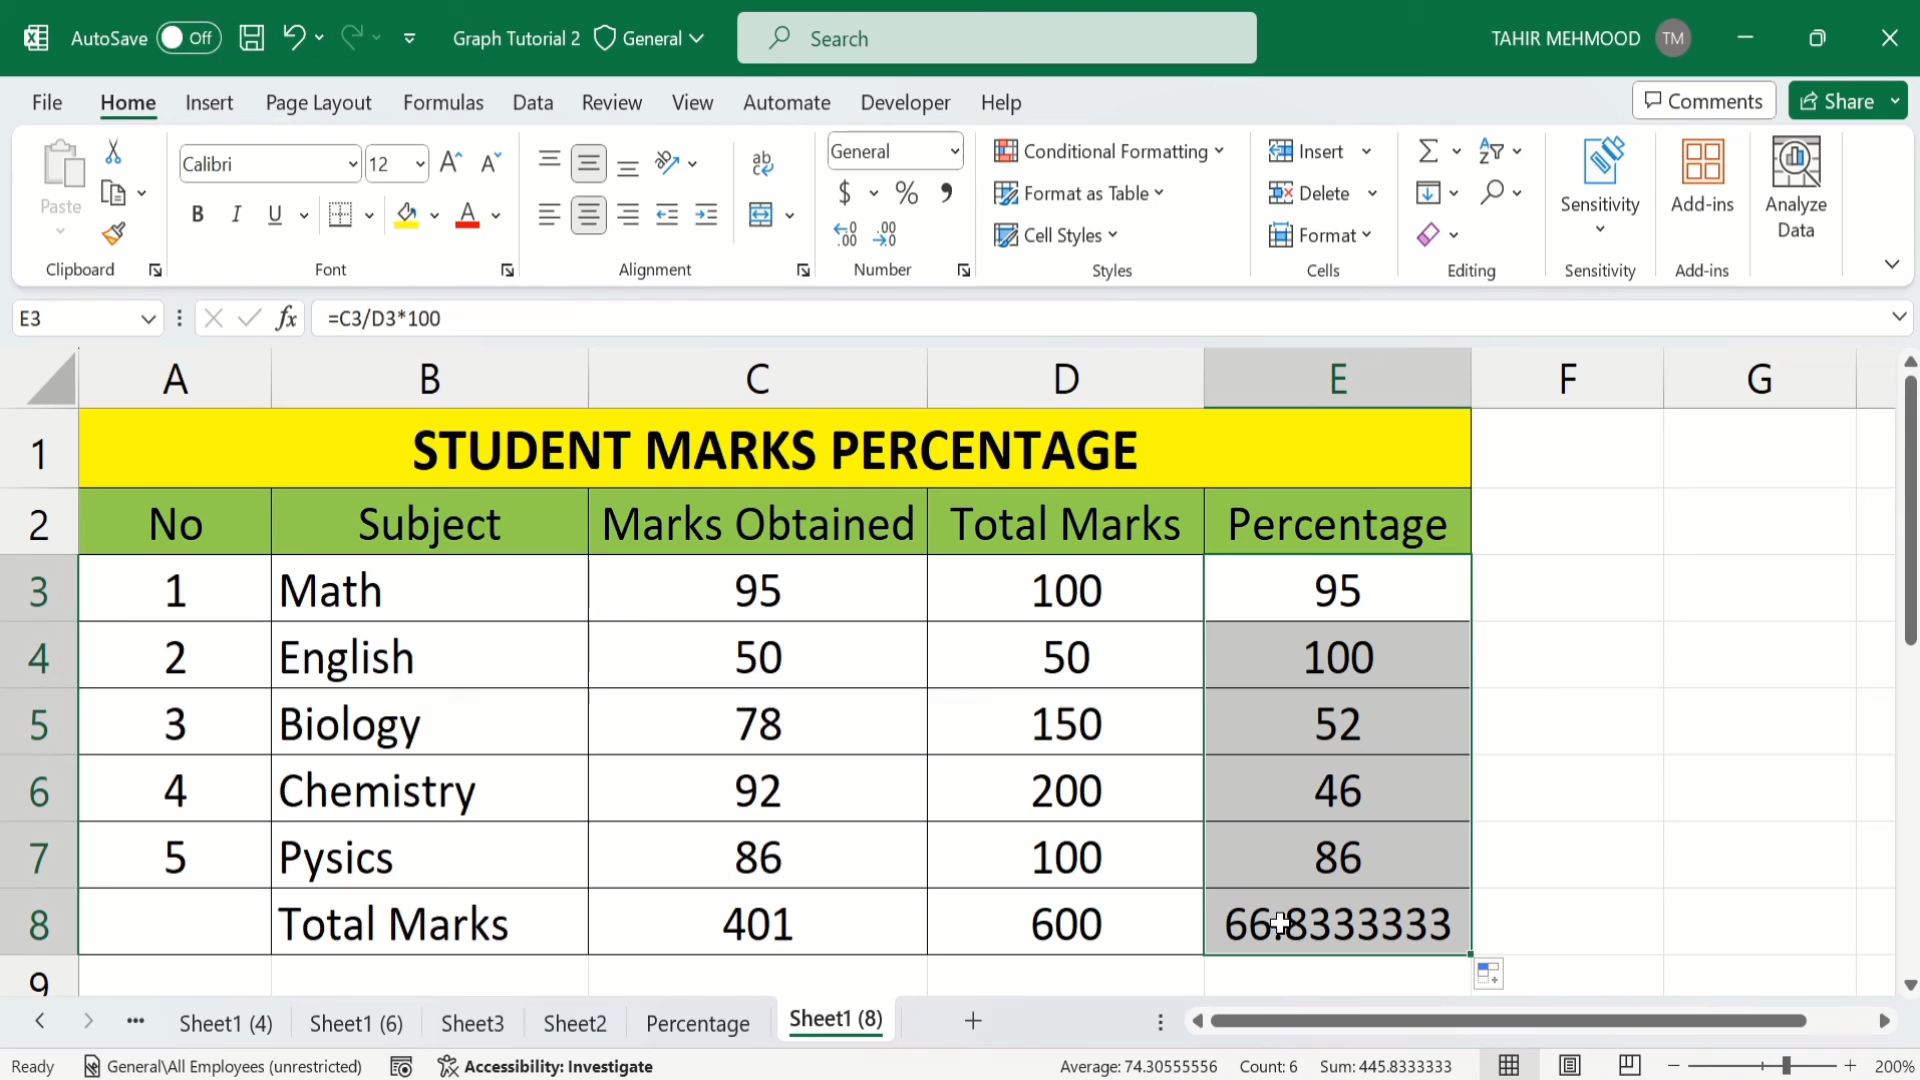 AutoSave Off Graph Tutorial 2 General Search TAHIR MEHMOOD TM
File Home Insert Page Layout Formulas Data Review View Automate Developer Help Comments Share
Paste Calibri 12 General Conditional Formatting Insert Sensitivity Add-ins Analyze Data
B I U $ % , Format as Table Delete
Cell Styles Format
Clipboard Font Alignment Number Styles Cells Editing Sensitivity Add-ins
E3 fx =C3/D3*100
A B C D E F G
1 STUDENT MARKS PERCENTAGE
2 No Subject Marks Obtained Total Marks Percentage
3 1 Math 95 100 95
4 2 English 50 50 100
5 3 Biology 78 150 52
6 4 Chemistry 92 200 46
7 5 Pysics 86 100 86
8 Total Marks 401 600 66.8333333
9
Sheet1 (4) Sheet1 (6) Sheet3 Sheet2 Percentage Sheet1 (8)
Ready General\All Employees (unrestricted) Accessibility: Investigate Average: 74.30555556 Count: 6 Sum: 445.8333333 200%